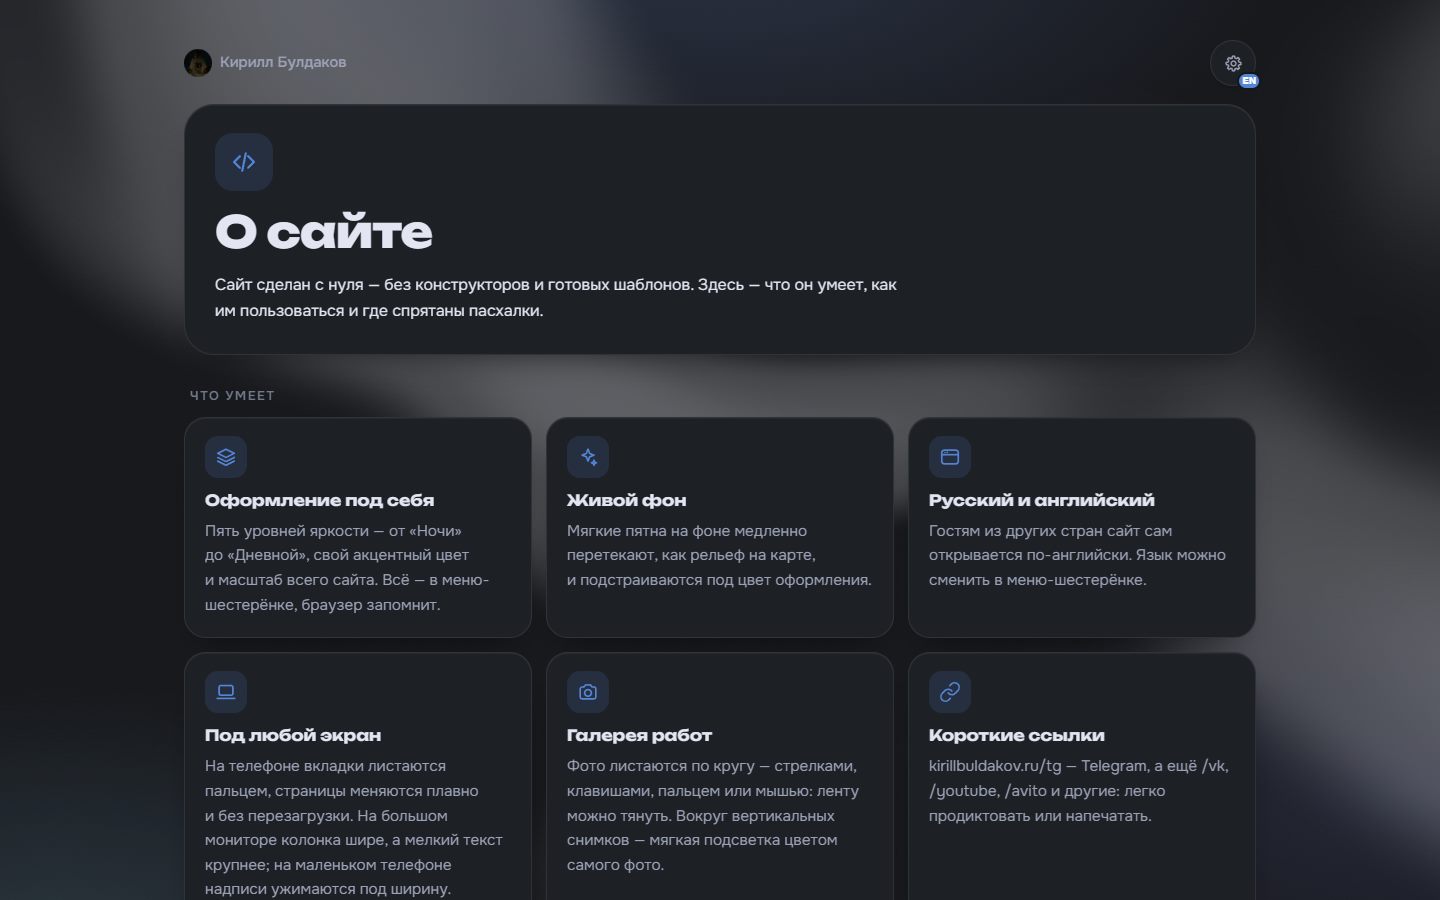 Кирилл Булдаков
EN
О сайте
Сайт сделан с нуля — без конструкторов и готовых шаблонов. Здесь — что он умеет, как
им пользоваться и где спрятаны пасхалки.
ЧТО УМЕЕТ
Оформление под себя
Пять уровней яркости — от «Ночи»
до «Дневной», свой акцентный цвет
и масштаб всего сайта. Всё — в меню-
шестерёнке, браузер запомнит.
Живой фон
Мягкие пятна на фоне медленно
перетекают, как рельеф на карте,
и подстраиваются под цвет оформления.
Русский и английский
Гостям из других стран сайт сам
открывается по-английски. Язык можно
сменить в меню-шестерёнке.
Под любой экран
На телефоне вкладки листаются
пальцем, страницы меняются плавно
и без перезагрузки. На большом
мониторе колонка шире, а мелкий текст
крупнее; на маленьком телефоне
надписи ужимаются под ширину.
Галерея работ
Фото листаются по кругу — стрелками,
клавишами, пальцем или мышью: ленту
можно тянуть. Вокруг вертикальных
снимков — мягкая подсветка цветом
самого фото.
Короткие ссылки
kirillbuldakov.ru/tg — Telegram, а ещё /vk,
/youtube, /avito и другие: легко
продиктовать или напечатать.